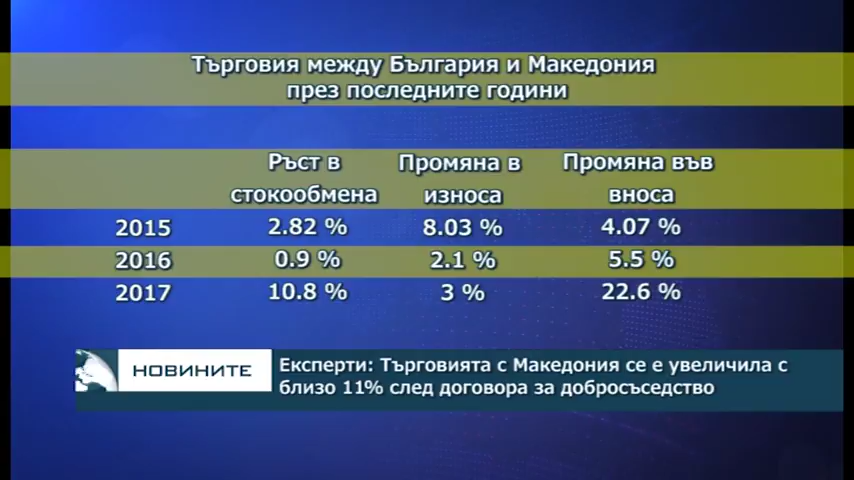 Търговия между България и Македония
през последните години
Ръст в Промяна в Промяна във
стокообмена износа вноса
2015 2.82 % 8.03 % 4.07 %
2016 0.9 % 2.1 % 5.5 %
2017 10.8 % 3 % 22.6 %
НОВИНИТЕ
Експерти: Търговията с Македония се е увеличила с
близо 11% след договора за добросъседство